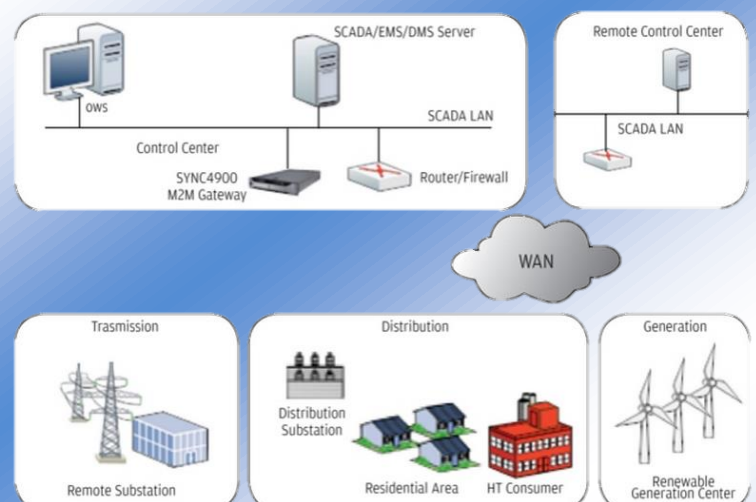 SCADA/EMS/DMS Server
OWS
SCADA LAN
Control Center
SYNC4900
M2M Gateway
Router/Firewall
Remote Control Center
SCADA LAN
WAN
Trasmission
Remote Substation
Distribution
Distribution
Substation
Residential Area
HT Consumer
Generation
Renewable
Generation Center